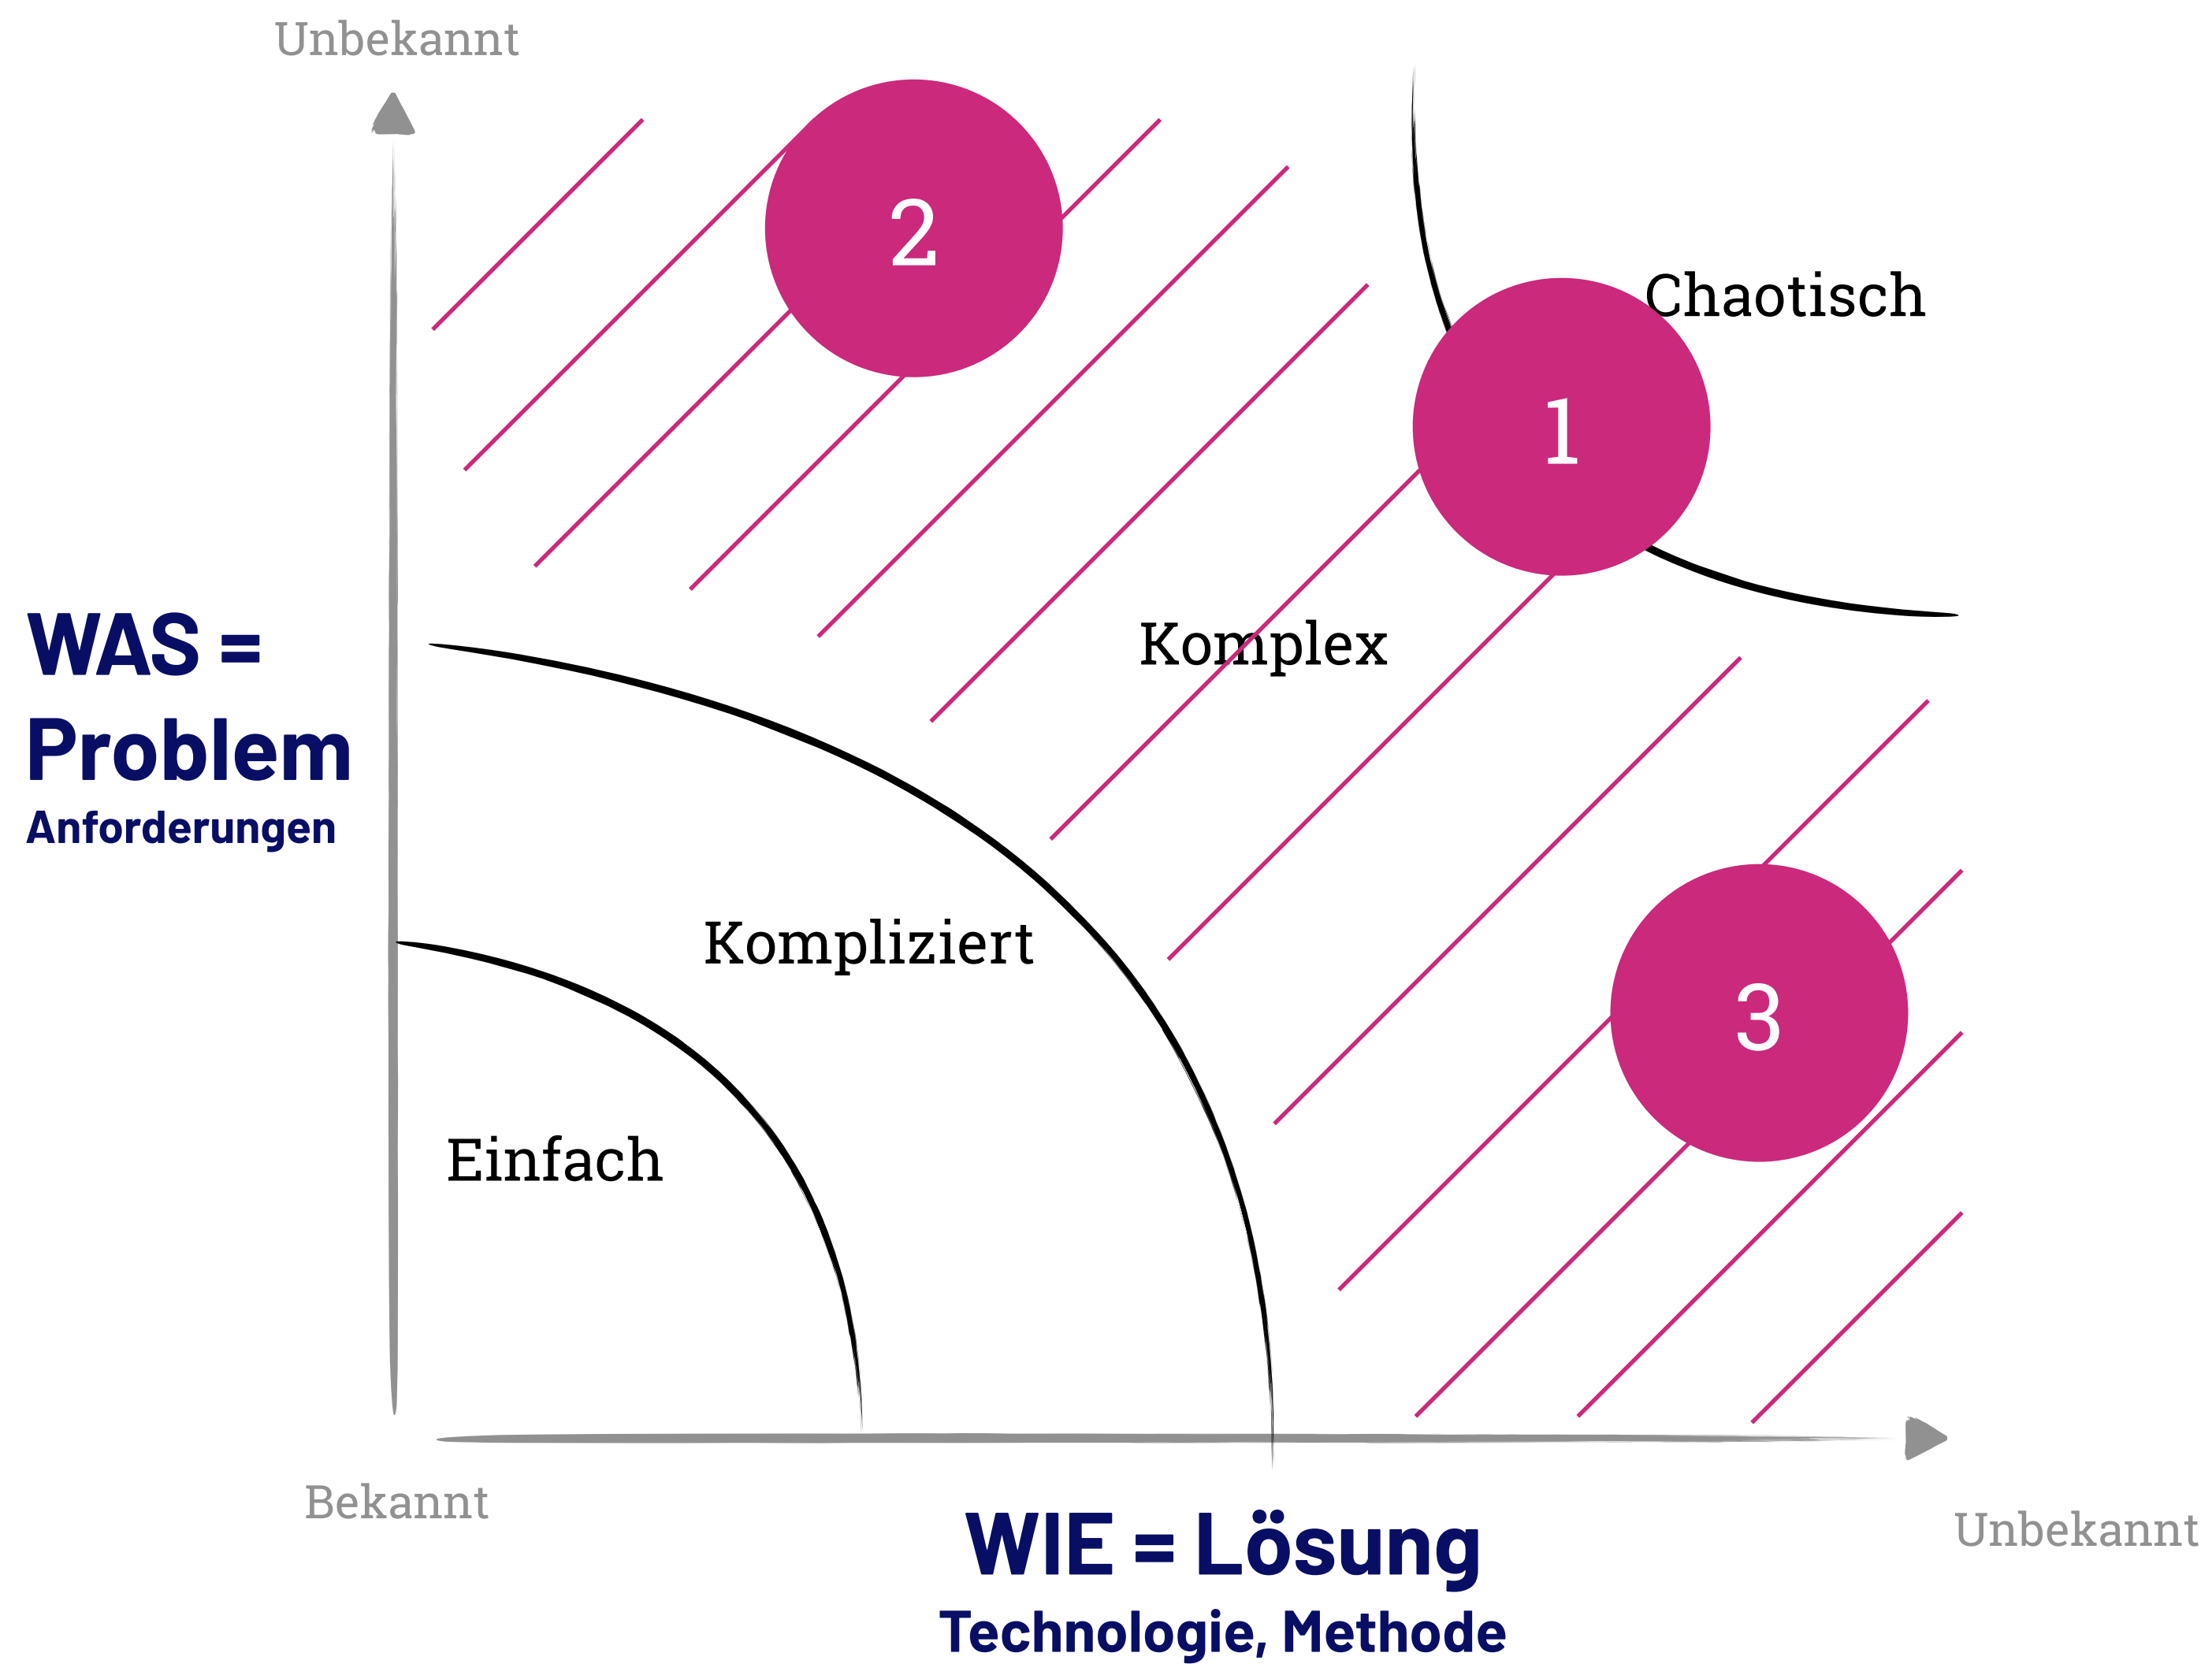 Unbekannt
2
Chaotisch
1
WAS =
Problem
Anforderungen
Komplex
Kompliziert
3
Einfach
Bekannt
WIE = Lösung
Technologie, Methode
Unbekannt